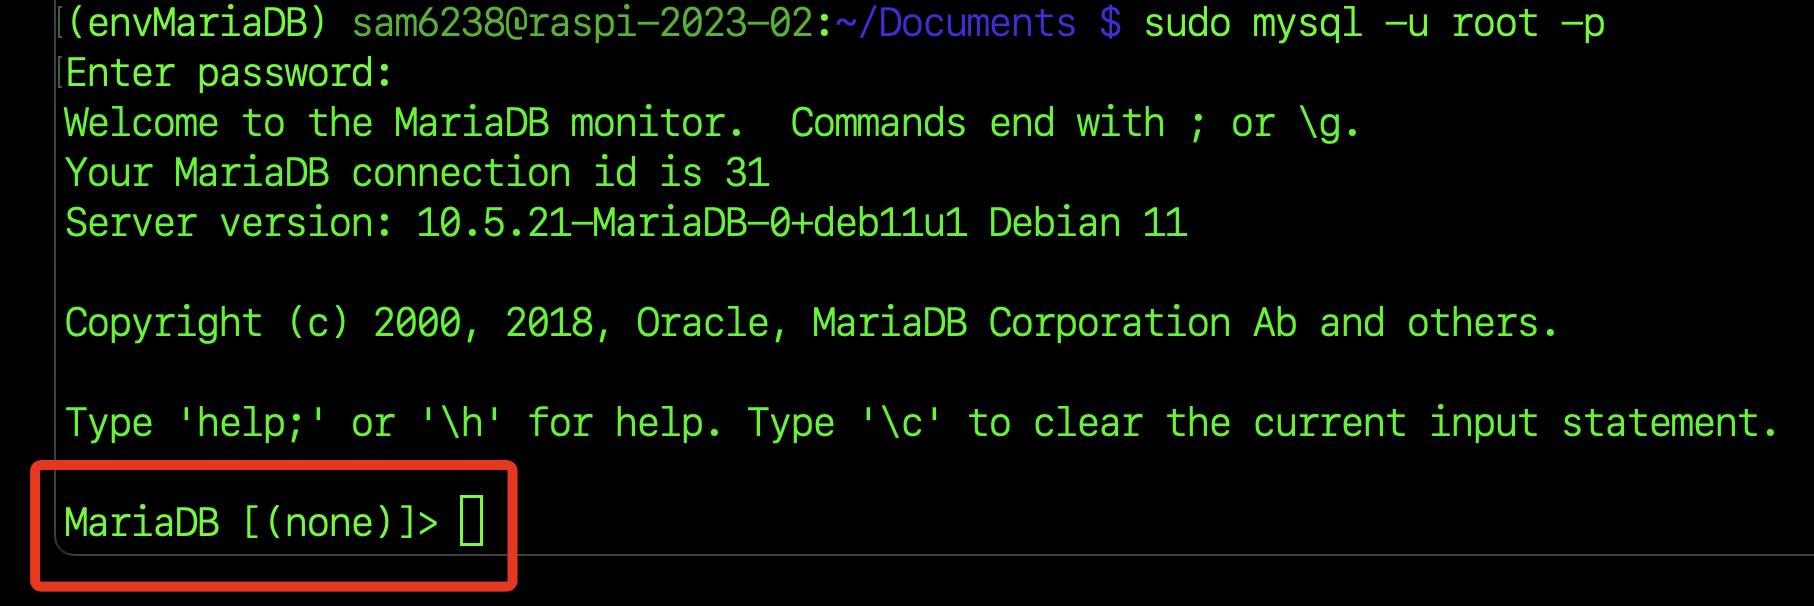 (envMariaDB) sam6238@raspi-2023-02:~/Documents $ sudo mysql -u root -p
Enter password:
Welcome to the MariaDB monitor.  Commands end with ; or \g.
Your MariaDB connection id is 31
Server version: 10.5.21-MariaDB-0+deb11u1 Debian 11
Copyright (c) 2000, 2018, Oracle, MariaDB Corporation Ab and others.
Type 'help;' or '\h' for help. Type '\c' to clear the current input statement.
MariaDB [(none)]>